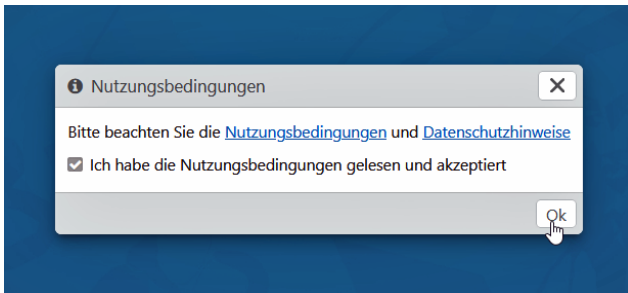 Nutzungsbedingungen
Bitte beachten Sie die Nutzungsbedingungen und Datenschutzhinweise
Ich habe die Nutzungsbedingungen gelesen und akzeptiert
Ok